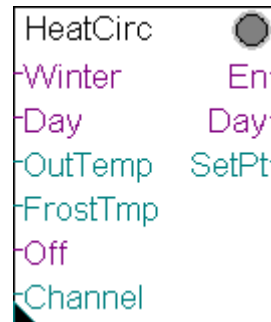 HeatCirc
Winter En
Day Day
OutTemp SetPt
FrostTmp
Off
Channel